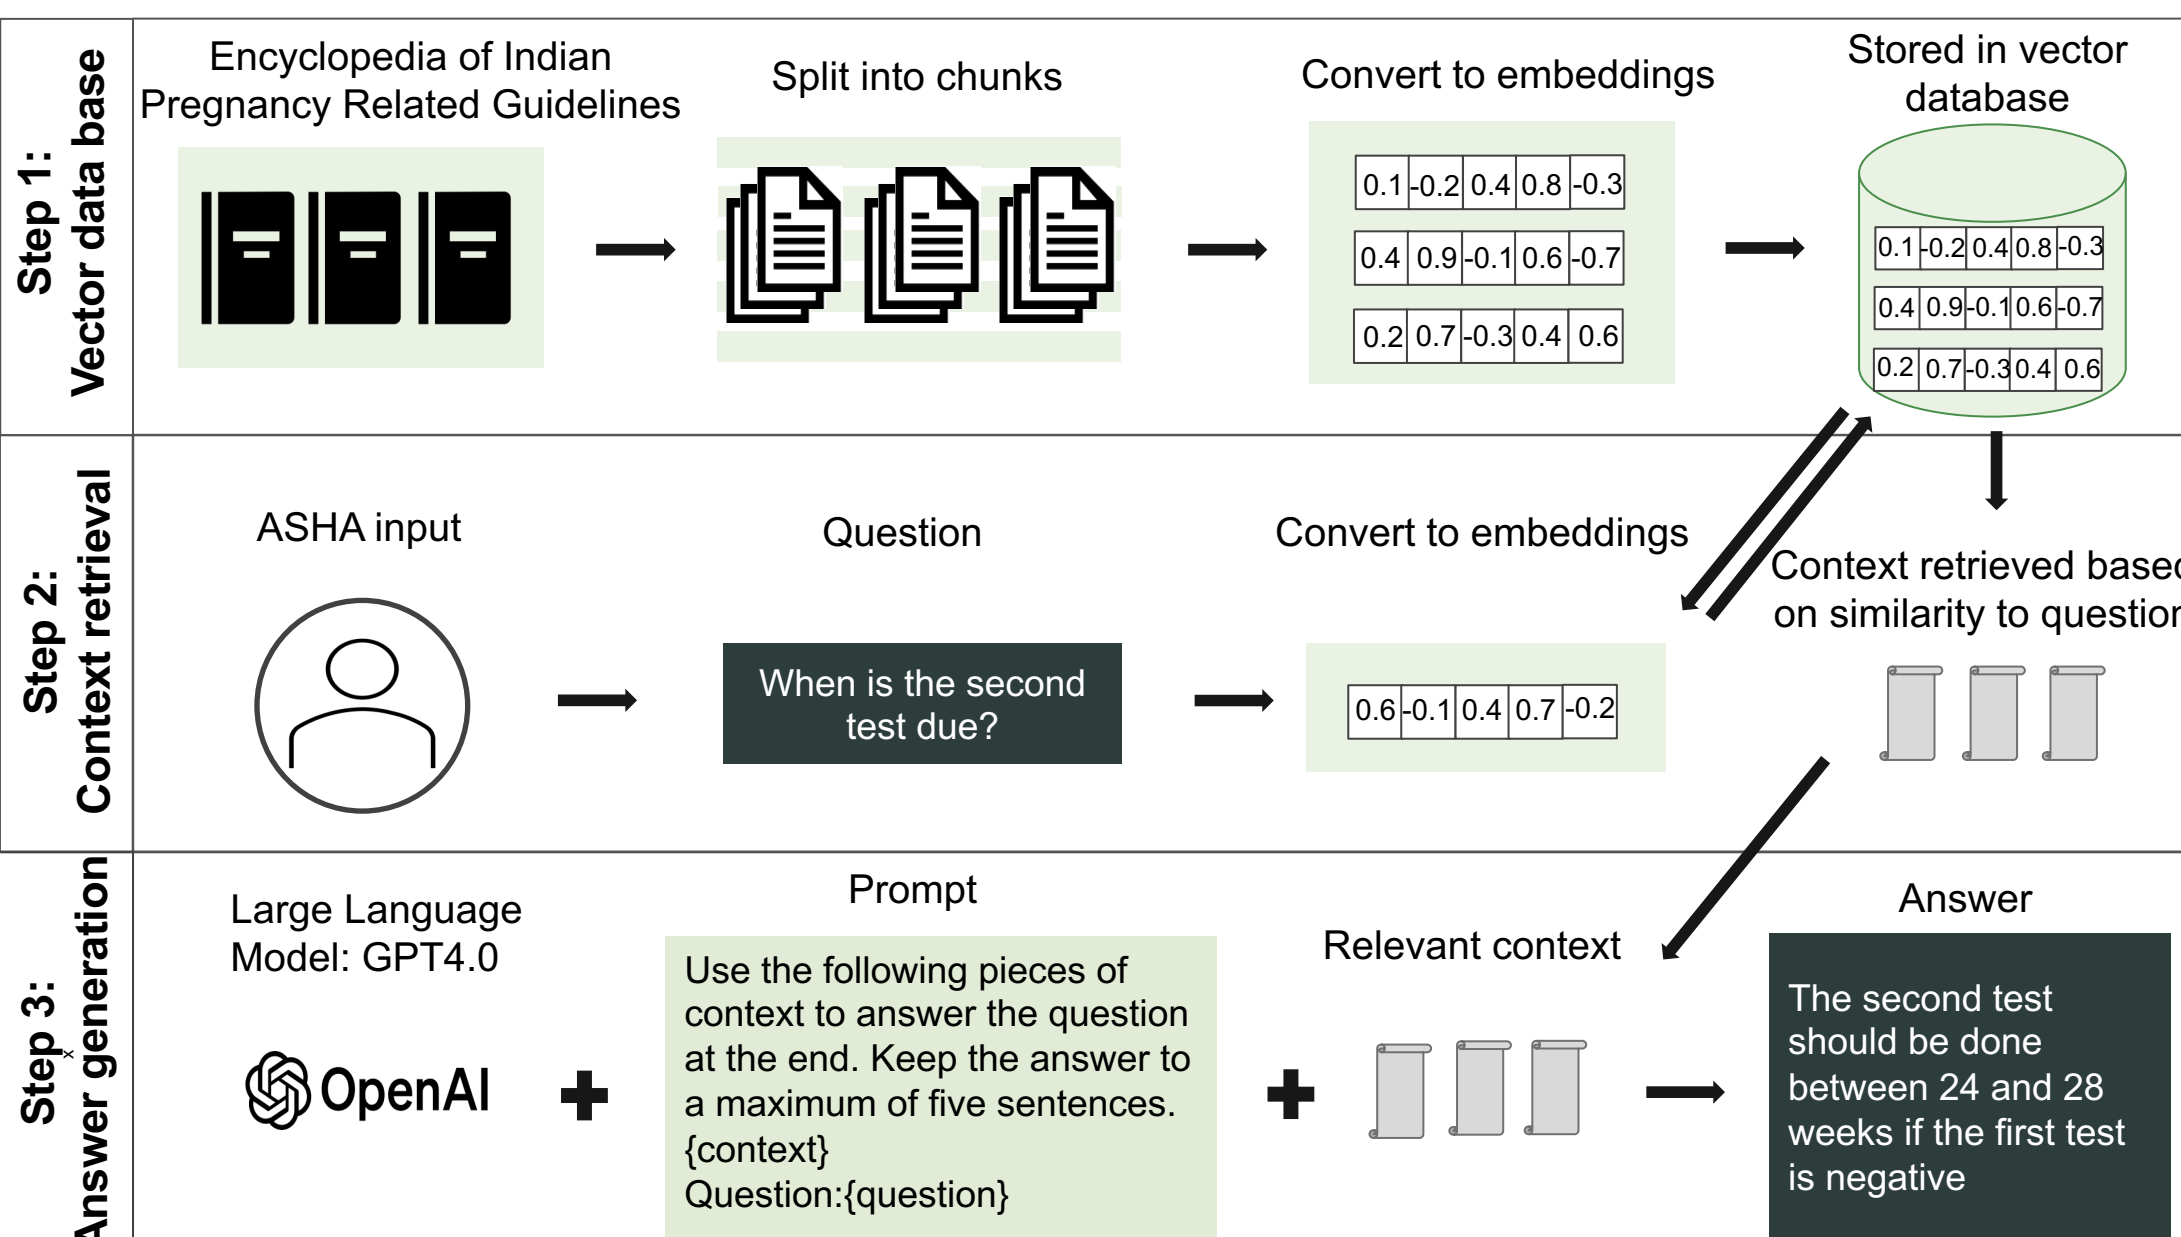 Step 1:
Vector data base
Encyclopedia of Indian
Pregnancy Related Guidelines
Split into chunks
Convert to embeddings
0.1 -0.2 0.4 0.8 -0.3
0.4 0.9 -0.1 0.6 -0.7
0.2 0.7 -0.3 0.4 0.6
Stored in vector
database
0.1 -0.2 0.4 0.8 -0.3
0.4 0.9 -0.1 0.6 -0.7
0.2 0.7 -0.3 0.4 0.6
Step 2:
Context retrieval
ASHA input
Question
When is the second
test due?
Convert to embeddings
0.6 -0.1 0.4 0.7 -0.2
Context retrieved based
on similarity to question
Step 3:
x
Answer generation
Large Language
Model: GPT4.0
OpenAI
Prompt
Use the following pieces of
context to answer the question
at the end. Keep the answer to
a maximum of five sentences.
{context}
Question:{question}
Relevant context
Answer
The second test
should be done
between 24 and 28
weeks if the first test
is negative